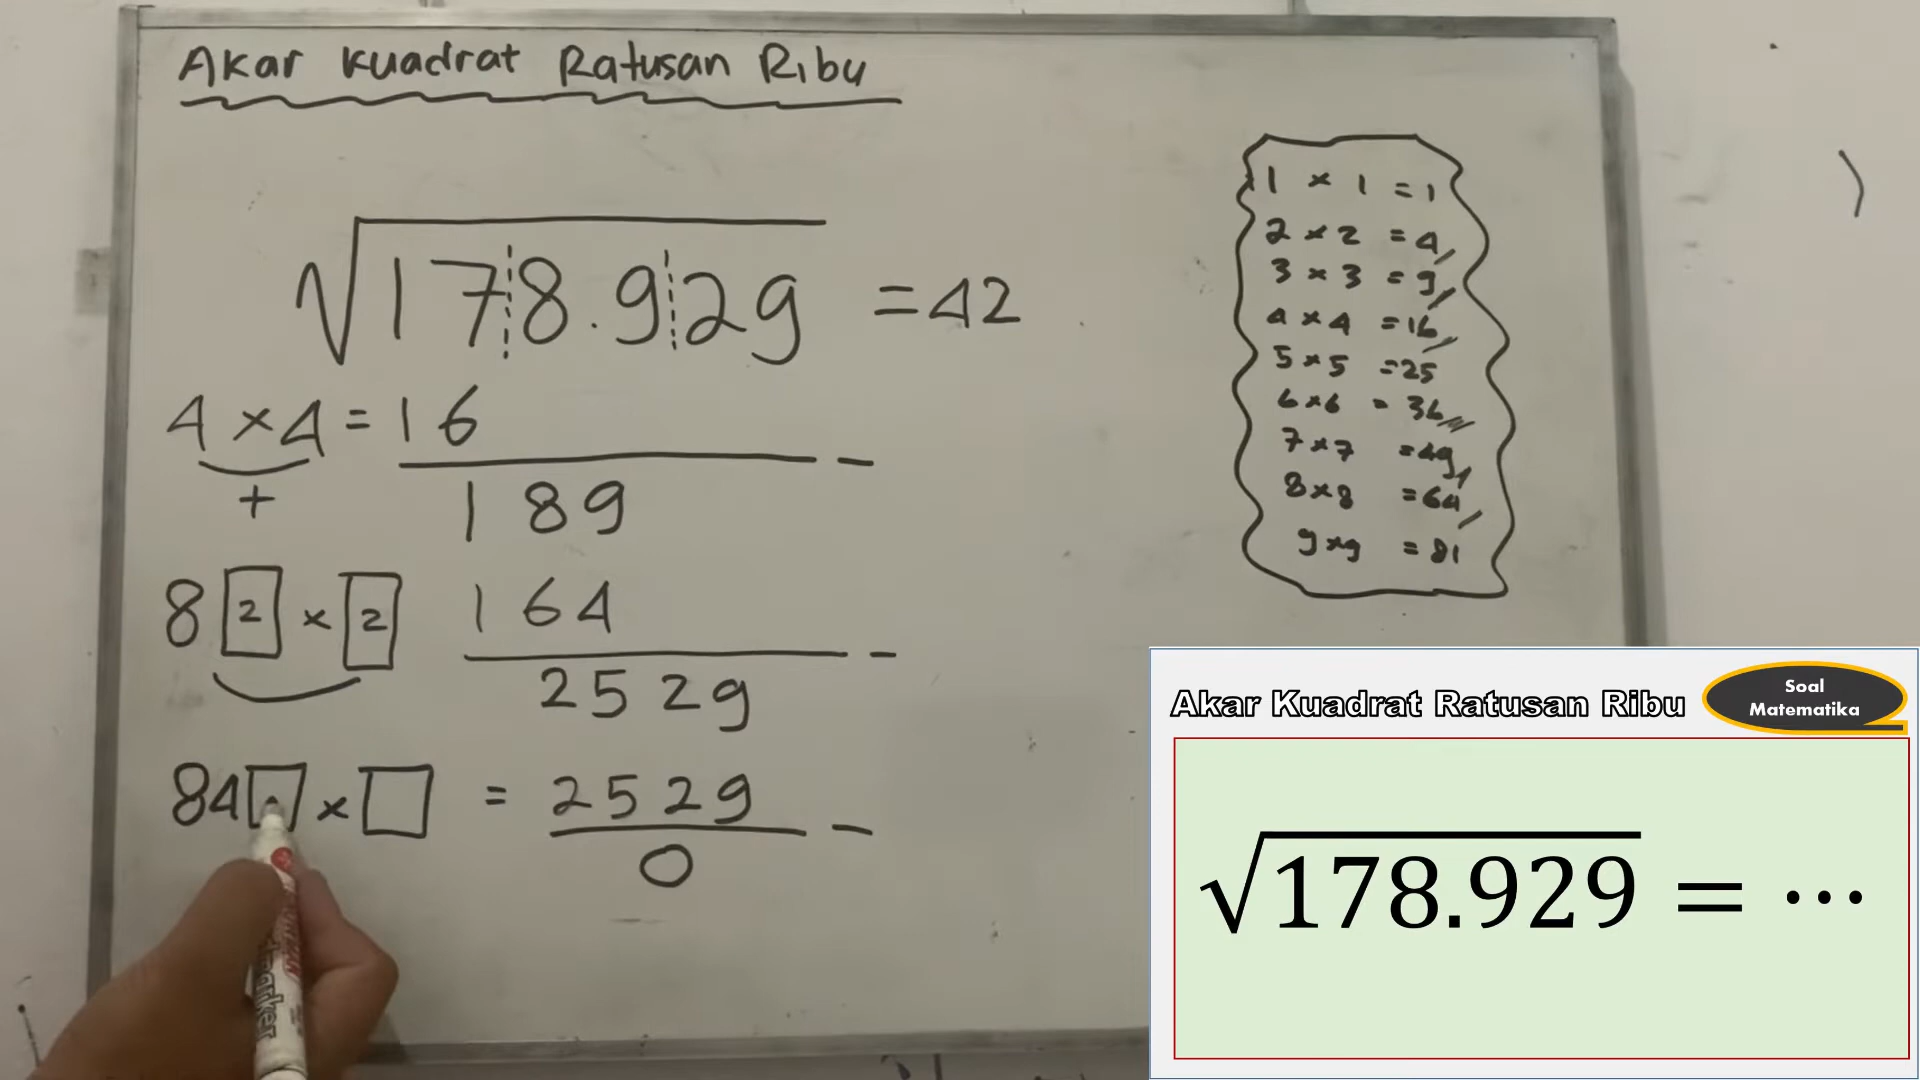 Akar Kuadrat Ratusan Ribu
√178.929 = 42
4 × 4 = 16
+ –
189
8 2 × 2 164
–
2529
84 × = 2529
–
0
1 × 1 = 1
2 × 2 = 4
3 × 3 = 9
4 × 4 = 16
5 × 5 = 25
6 × 6 = 36
7 × 7 = 49
8 × 8 = 64
9 × 9 = 81
Akar Kuadrat Ratusan Ribu
Soal
Matematika
√178.929 = ⋯